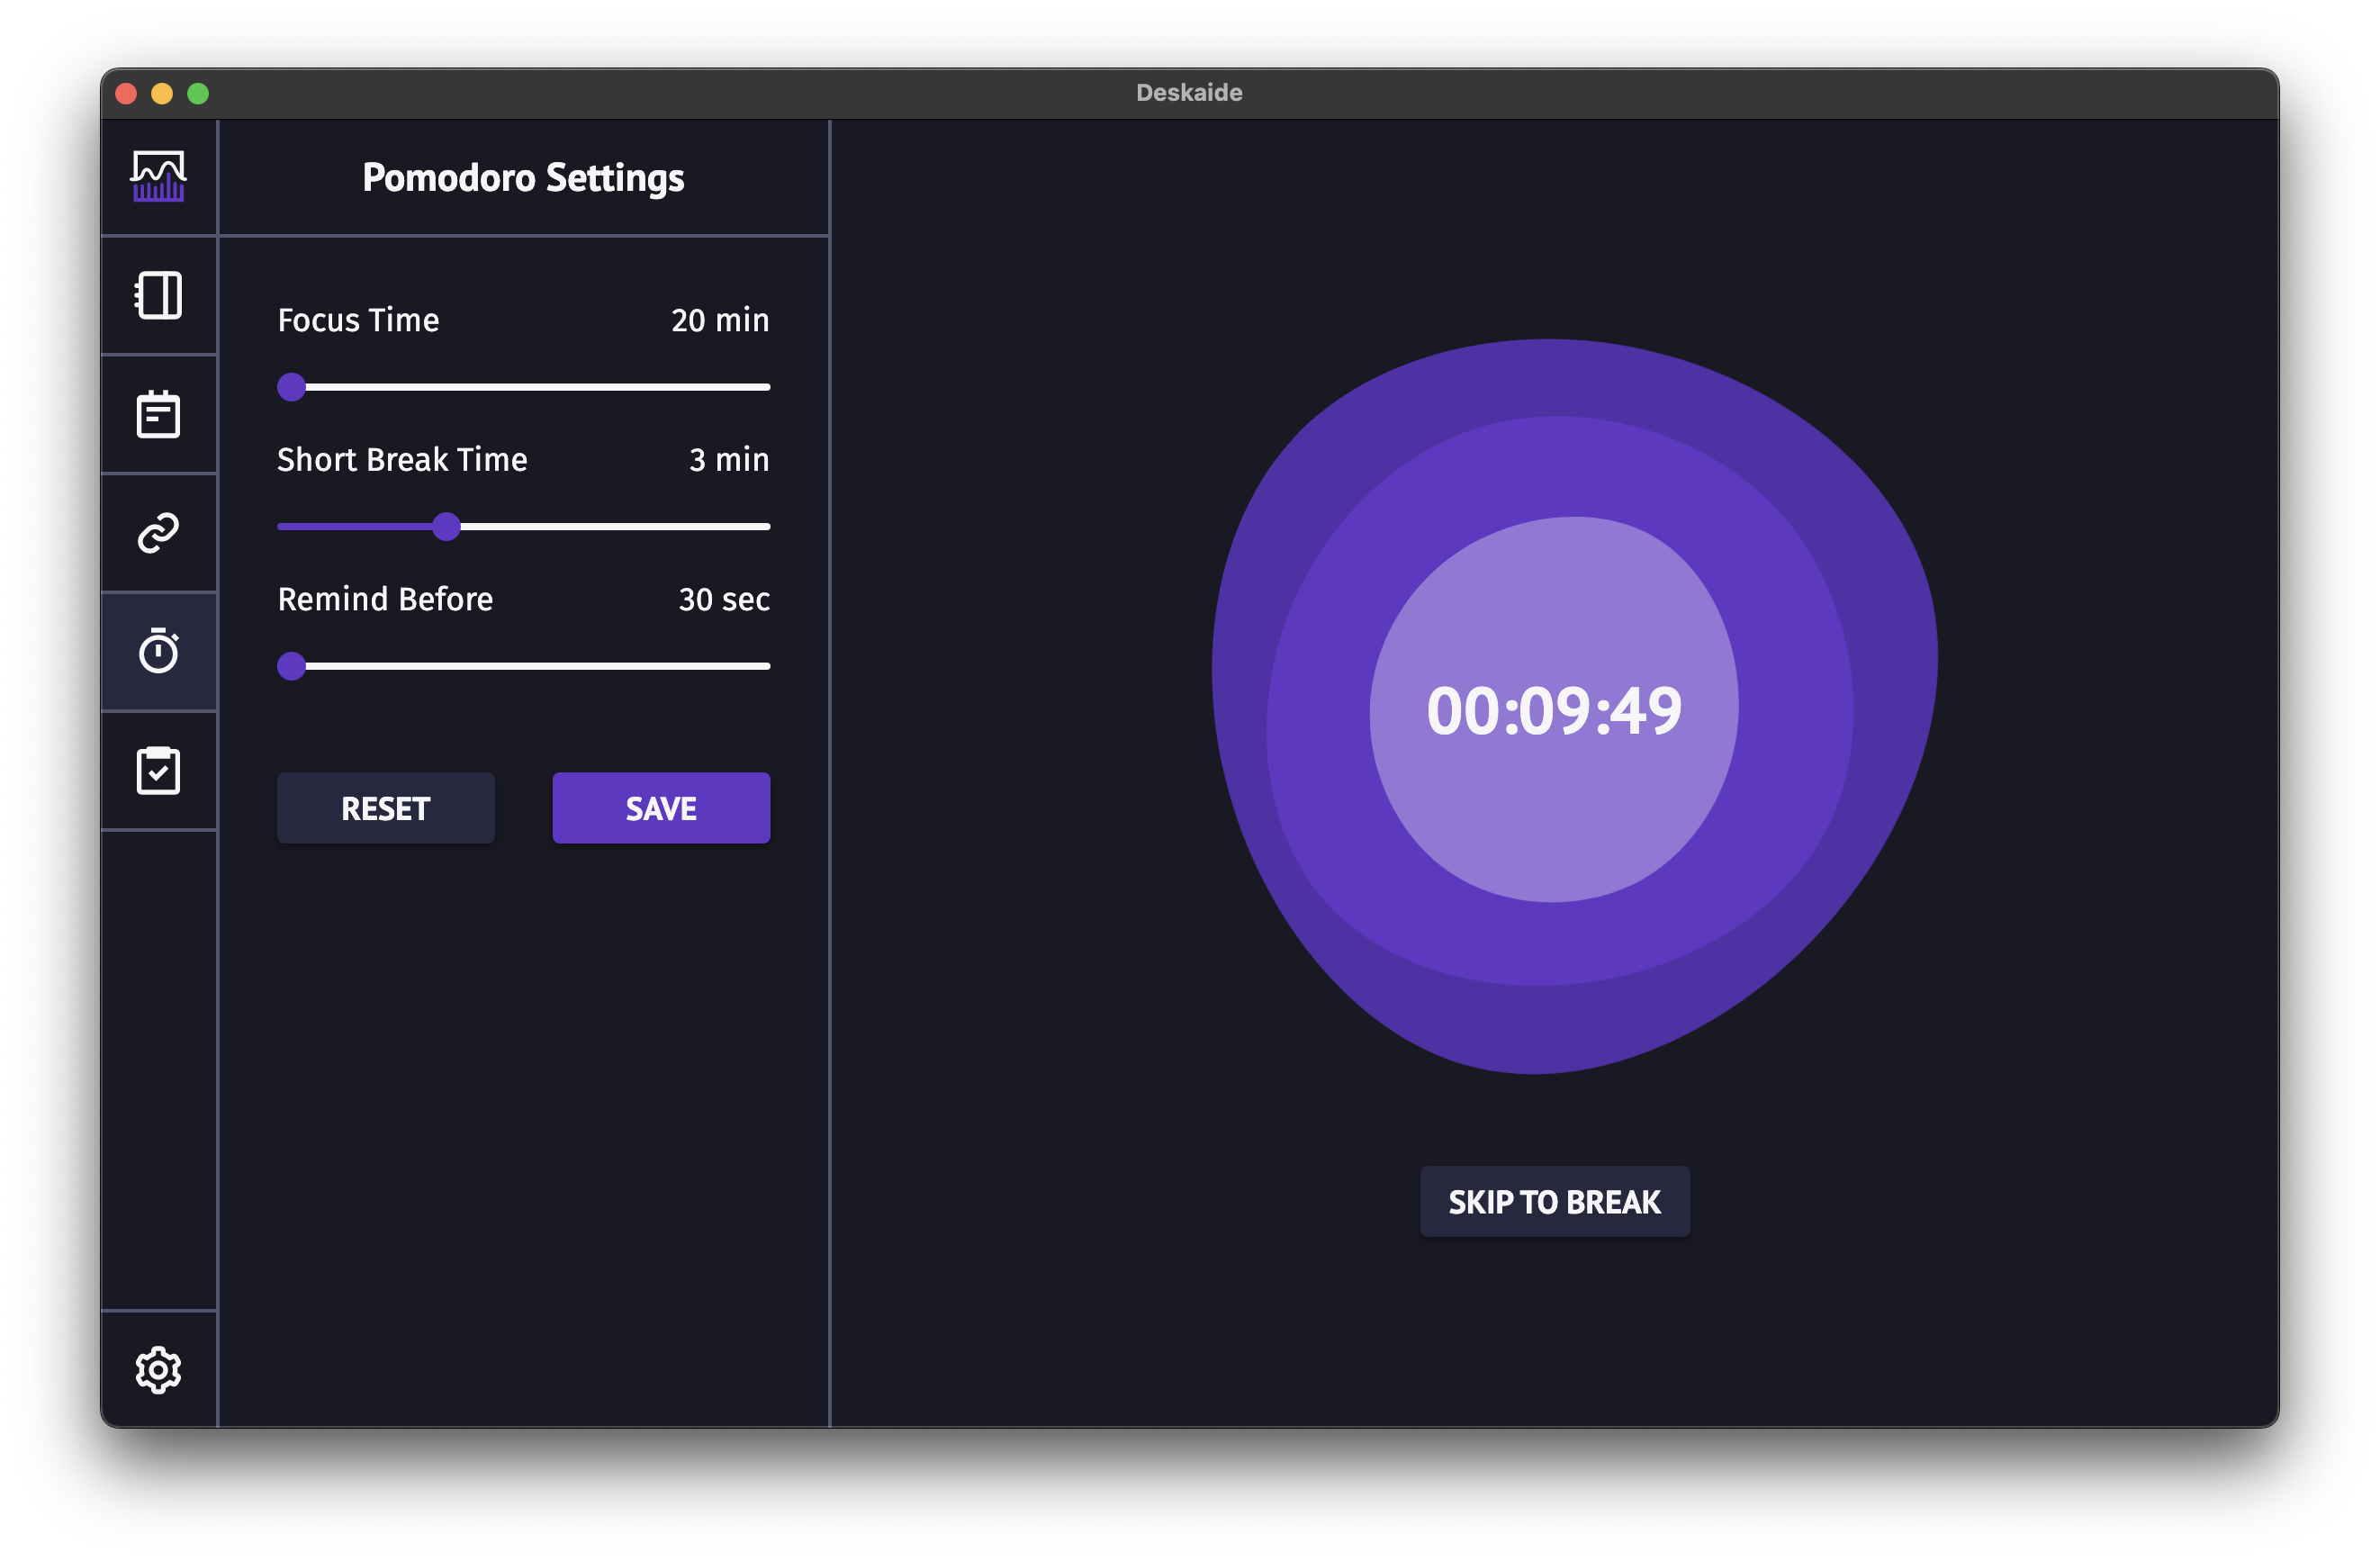 Deskaide
Pomodoro Settings
Focus Time 20 min
Short Break Time 3 min
Remind Before 30 sec
RESET SAVE
00:09:49
SKIP TO BREAK